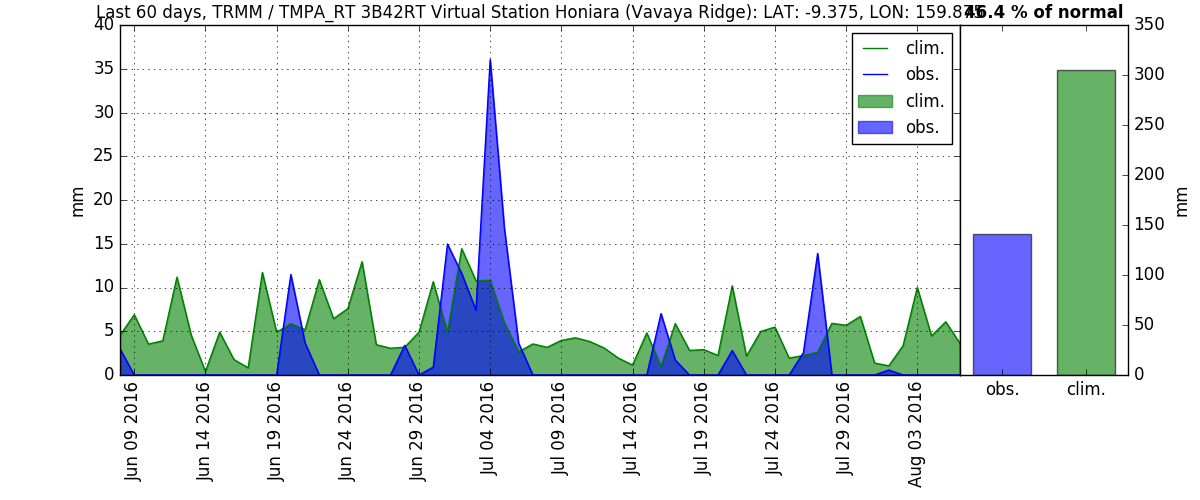 Last 60 days, TRMM / TMPA_RT 3B42RT Virtual Station Honiara (Vavaya Ridge): LAT: -9.375, LON: 159.875
46.4 % of normal
40
35
30
25
20
15
10
5
0
mm
clim.
obs.
clim.
obs.
Jun 09 2016
Jun 14 2016
Jun 19 2016
Jun 24 2016
Jun 29 2016
Jul 04 2016
Jul 09 2016
Jul 14 2016
Jul 19 2016
Jul 24 2016
Jul 29 2016
Aug 03 2016
350
300
250
200
150
100
50
0
mm
obs.
clim.